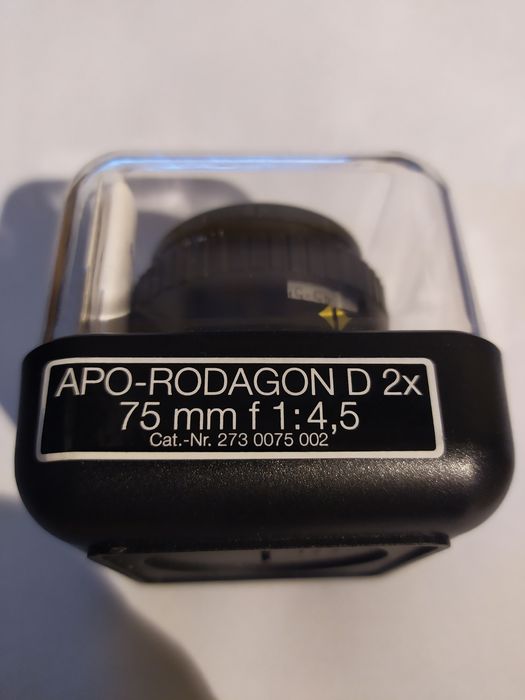 APO-RODAGON D 2x
75 mm f 1:4,5
Cat.-Nr. 273 0075 002